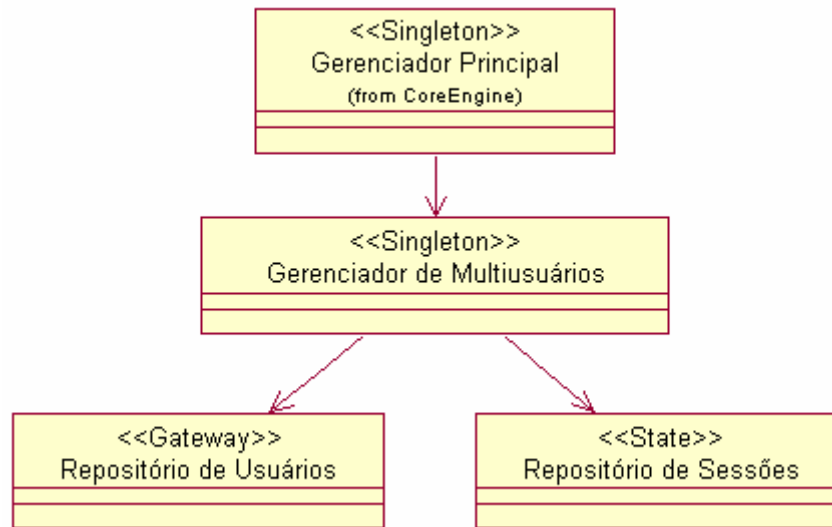 <<Singleton>>
Gerenciador Principal
(from CoreEngine)
<<Singleton>>
Gerenciador de Multiusuários
<<Gateway>>
Repositório de Usuários
<<State>>
Repositório de Sessões